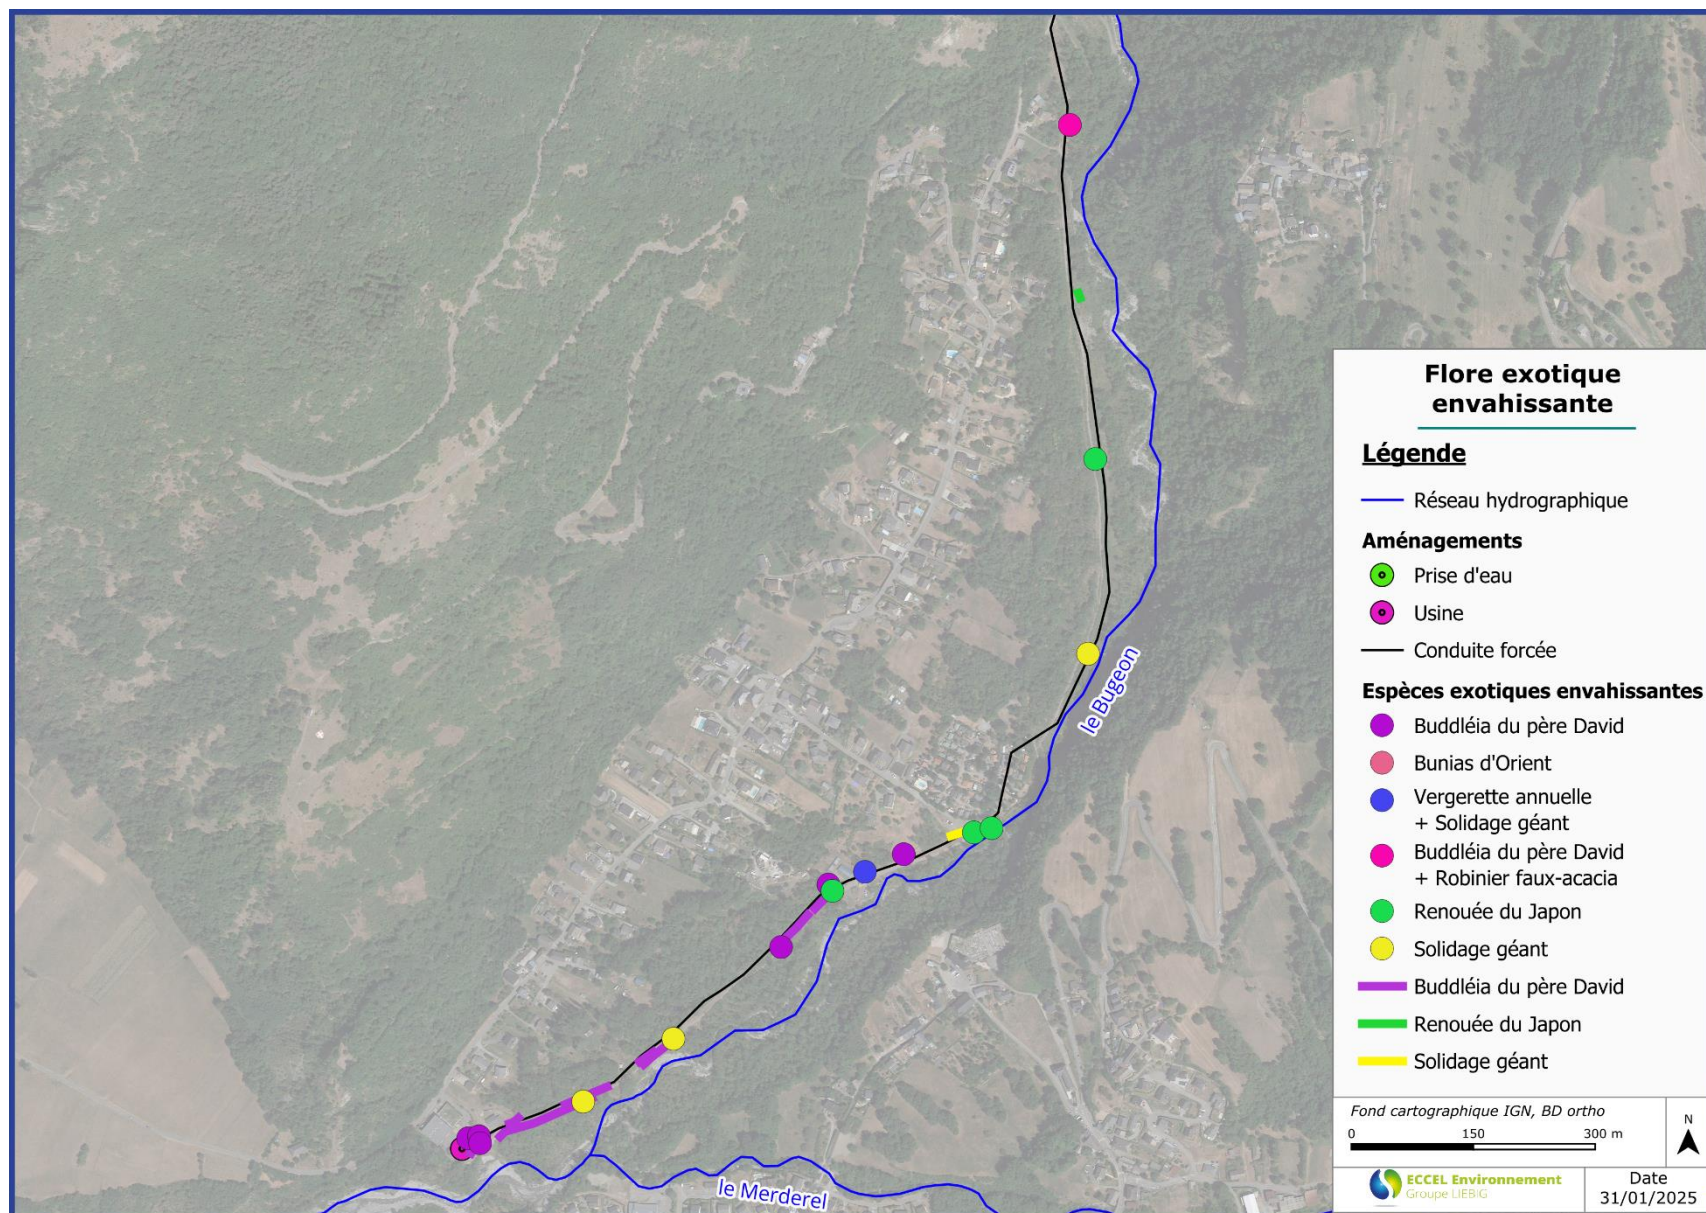 le Bugeon
le Merderel
Flore exotique
envahissante
Légende
Réseau hydrographique
Aménagements
Prise d'eau
Usine
Conduite forcée
Espèces exotiques envahissantes
Buddléia du père David
Bunias d'Orient
Vergerette annuelle
+ Solidage géant
Buddléia du père David
+ Robinier faux-acacia
Renouée du Japon
Solidage géant
Buddléia du père David
Renouée du Japon
Solidage géant
Fond cartographique IGN, BD ortho
0 150 300 m
N
ECCEL Environnement
Groupe LIEBIG
Date
31/01/2025